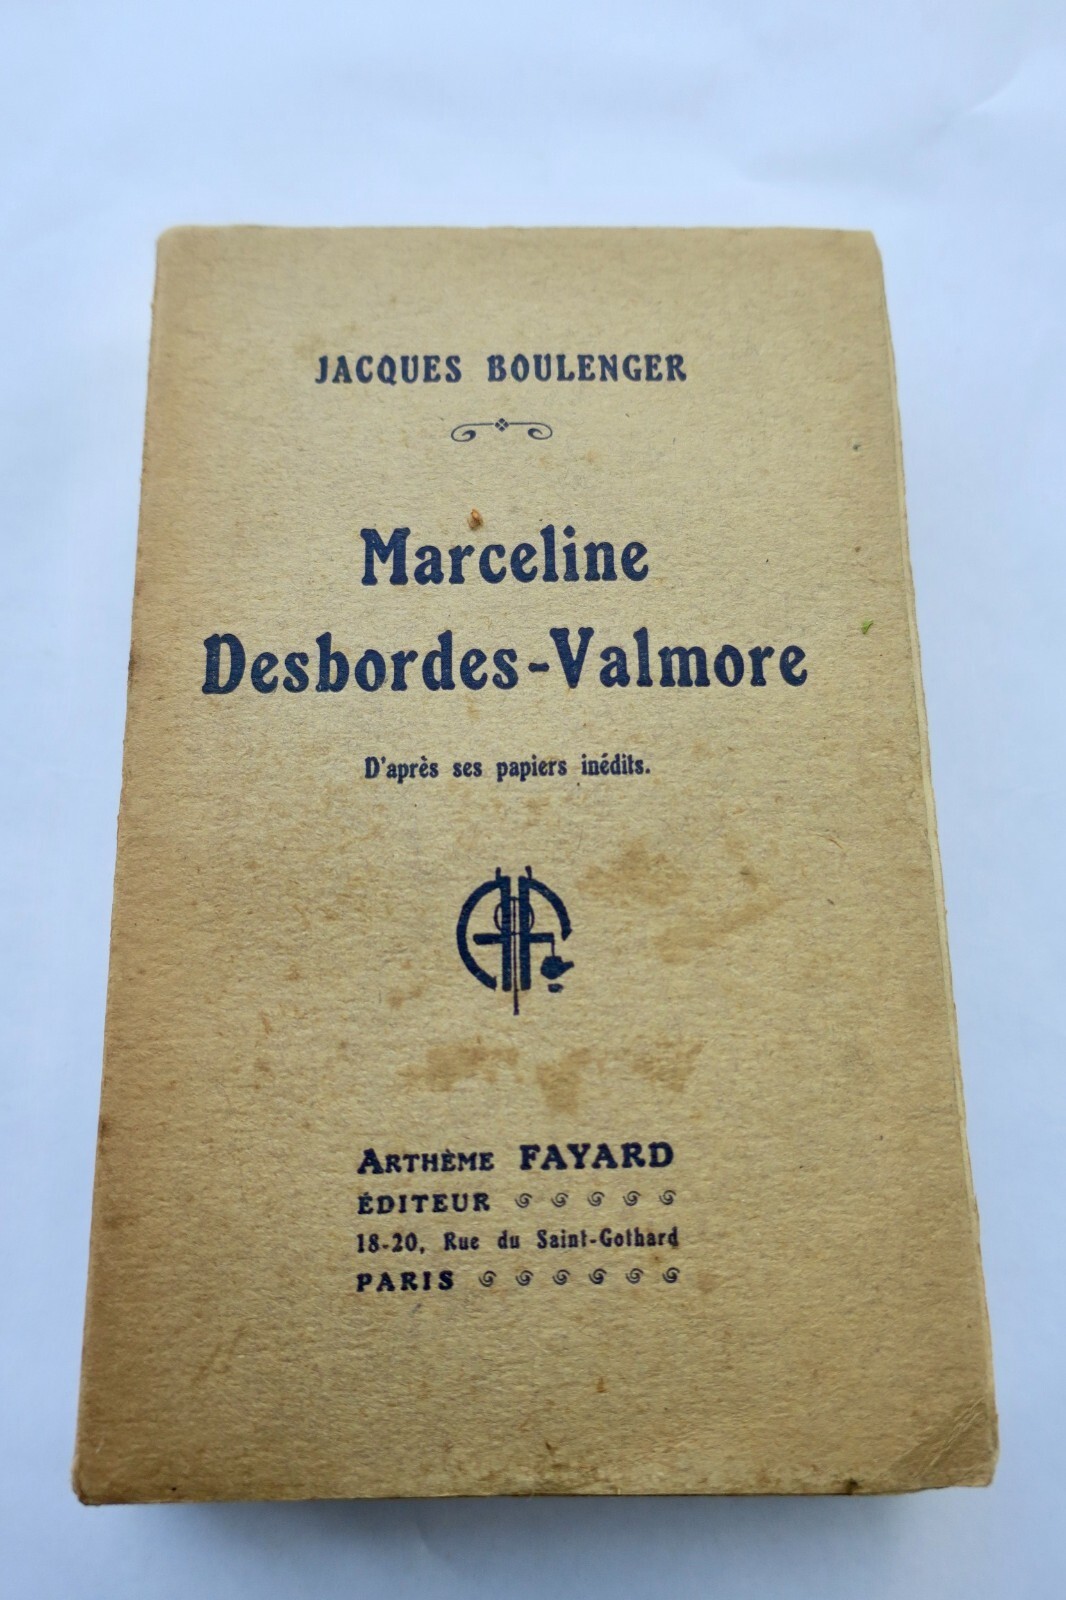 JACQUES BOULENGER
Marceline
Desbordes-Valmore
D'après ses papiers inédits.
AF
ARTHÈME FAYARD
ÉDITEUR
18-20, Rue du Saint-Gothard
PARIS